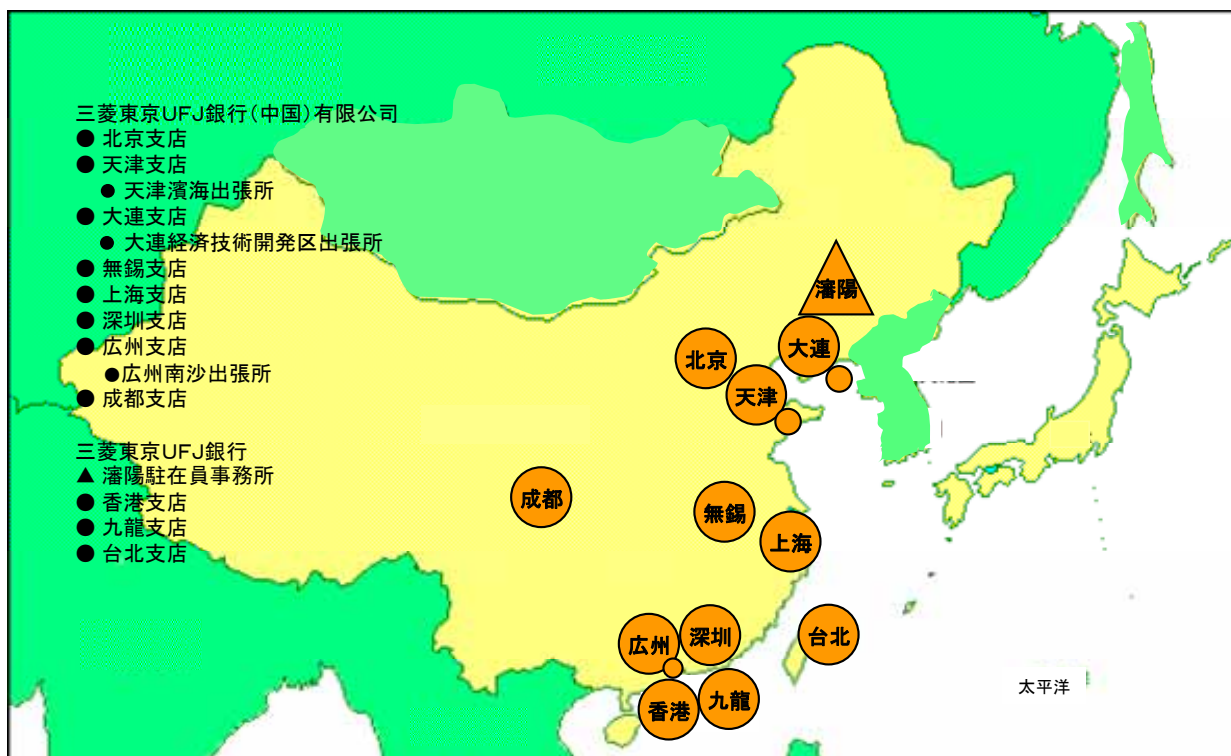 三菱東京UFJ銀行(中国)有限公司
● 北京支店
● 天津支店
● 天津濱海出張所
● 大連支店
● 大連経済技術開発区出張所
● 無錫支店
● 上海支店
● 深圳支店
● 広州支店
●広州南沙出張所
● 成都支店
三菱東京UFJ銀行
▲ 瀋陽駐在員事務所
● 香港支店
● 九龍支店
● 台北支店
瀋陽
大連
北京
天津
成都
無錫
上海
広州
深圳
台北
香港
九龍
太平洋